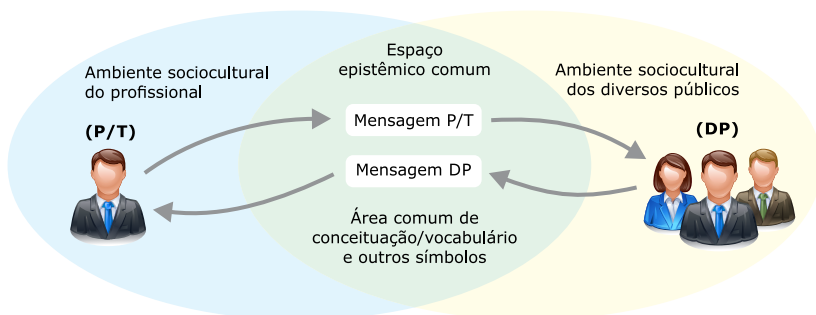 Ambiente sociocultural
do profissional
(P/T)
Espaço
epistêmico comum
Mensagem P/T
Mensagem DP
Área comum de
conceituação/vocabulário
e outros símbolos
Ambiente sociocultural
dos diversos públicos
(DP)